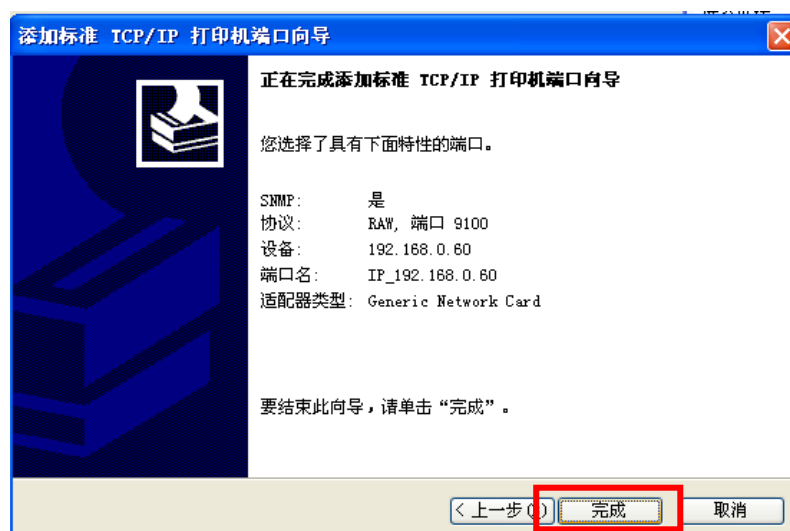 添加标准 TCP/IP 打印机端口向导
正在完成添加标准 TCP/IP 打印机端口向导
您选择了具有下面特性的端口。
SNMP: 是
协议: RAW, 端口 9100
设备: 192.168.0.60
端口名: IP_192.168.0.60
适配器类型: Generic Network Card
要结束此向导，请单击“完成”。
< 上一步 完成 取消